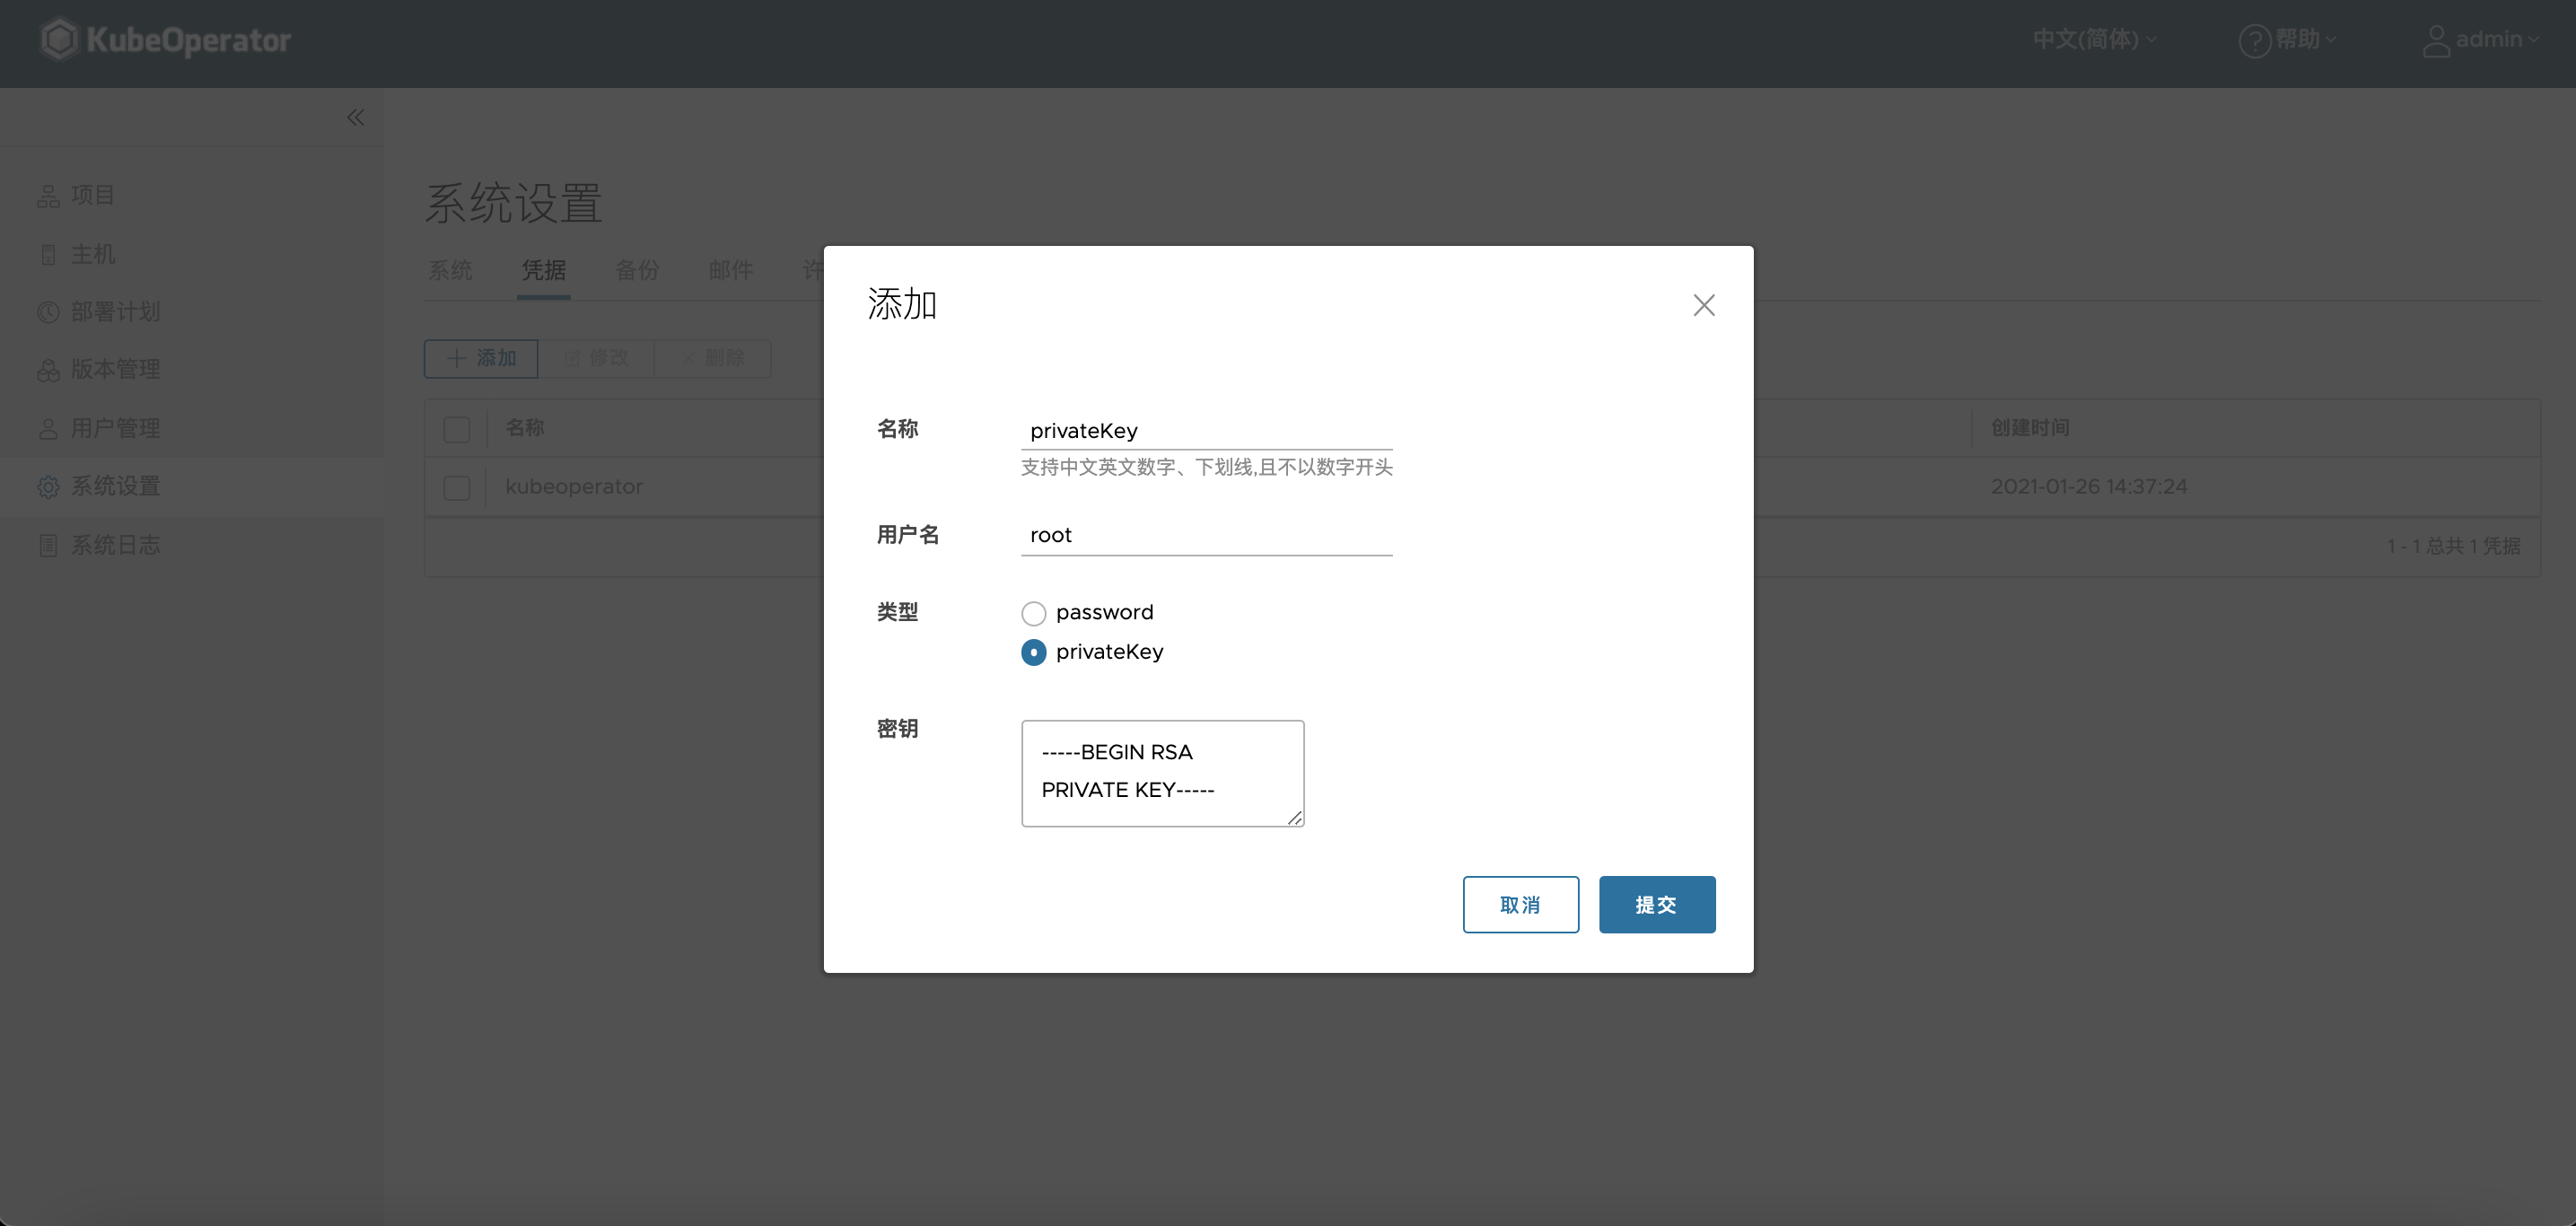 KubeOperator
中文(简体)
帮助
admin
项目
主机
部署计划
版本管理
用户管理
系统设置
系统日志
系统设置
系统 凭据 备份 邮件 许
添加 修改 删除
名称 创建时间
kubeoperator 2021-01-26 14:37:24
1 - 1 总共 1 凭据
添加
名称 privateKey
支持中文英文数字、下划线,且不以数字开头
用户名 root
类型 password
privateKey
密钥 -----BEGIN RSA
PRIVATE KEY-----
取消 提交